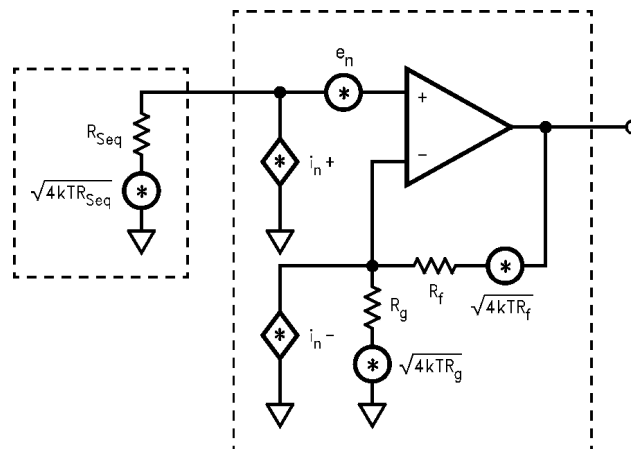 e_n
+
R_Seq
√4kTR_Seq
i_n+
−
R_f
√4kTR_f
R_g
i_n−
√4kTR_g